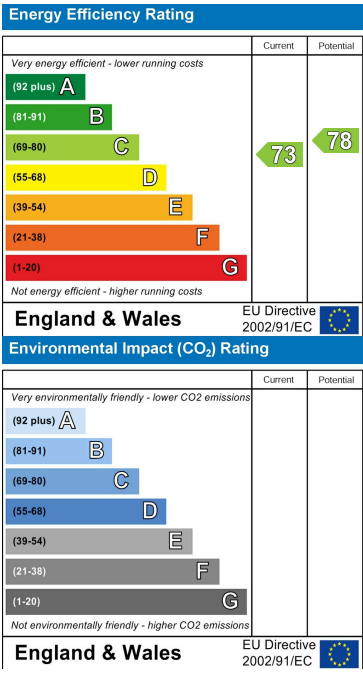 Energy Efficiency Rating
Current Potential
Very energy efficient - lower running costs
(92 plus) A
(81-91) B
(69-80) C
73 78
(55-68) D
(39-54) E
(21-38) F
(1-20) G
Not energy efficient - higher running costs
England & Wales EU Directive
2002/91/EC
Environmental Impact (CO₂) Rating
Current Potential
Very environmentally friendly - lower CO2 emissions
(92 plus) A
(81-91) B
(69-80) C
(55-68) D
(39-54) E
(21-38) F
(1-20) G
Not environmentally friendly - higher CO2 emissions
England & Wales EU Directive
2002/91/EC